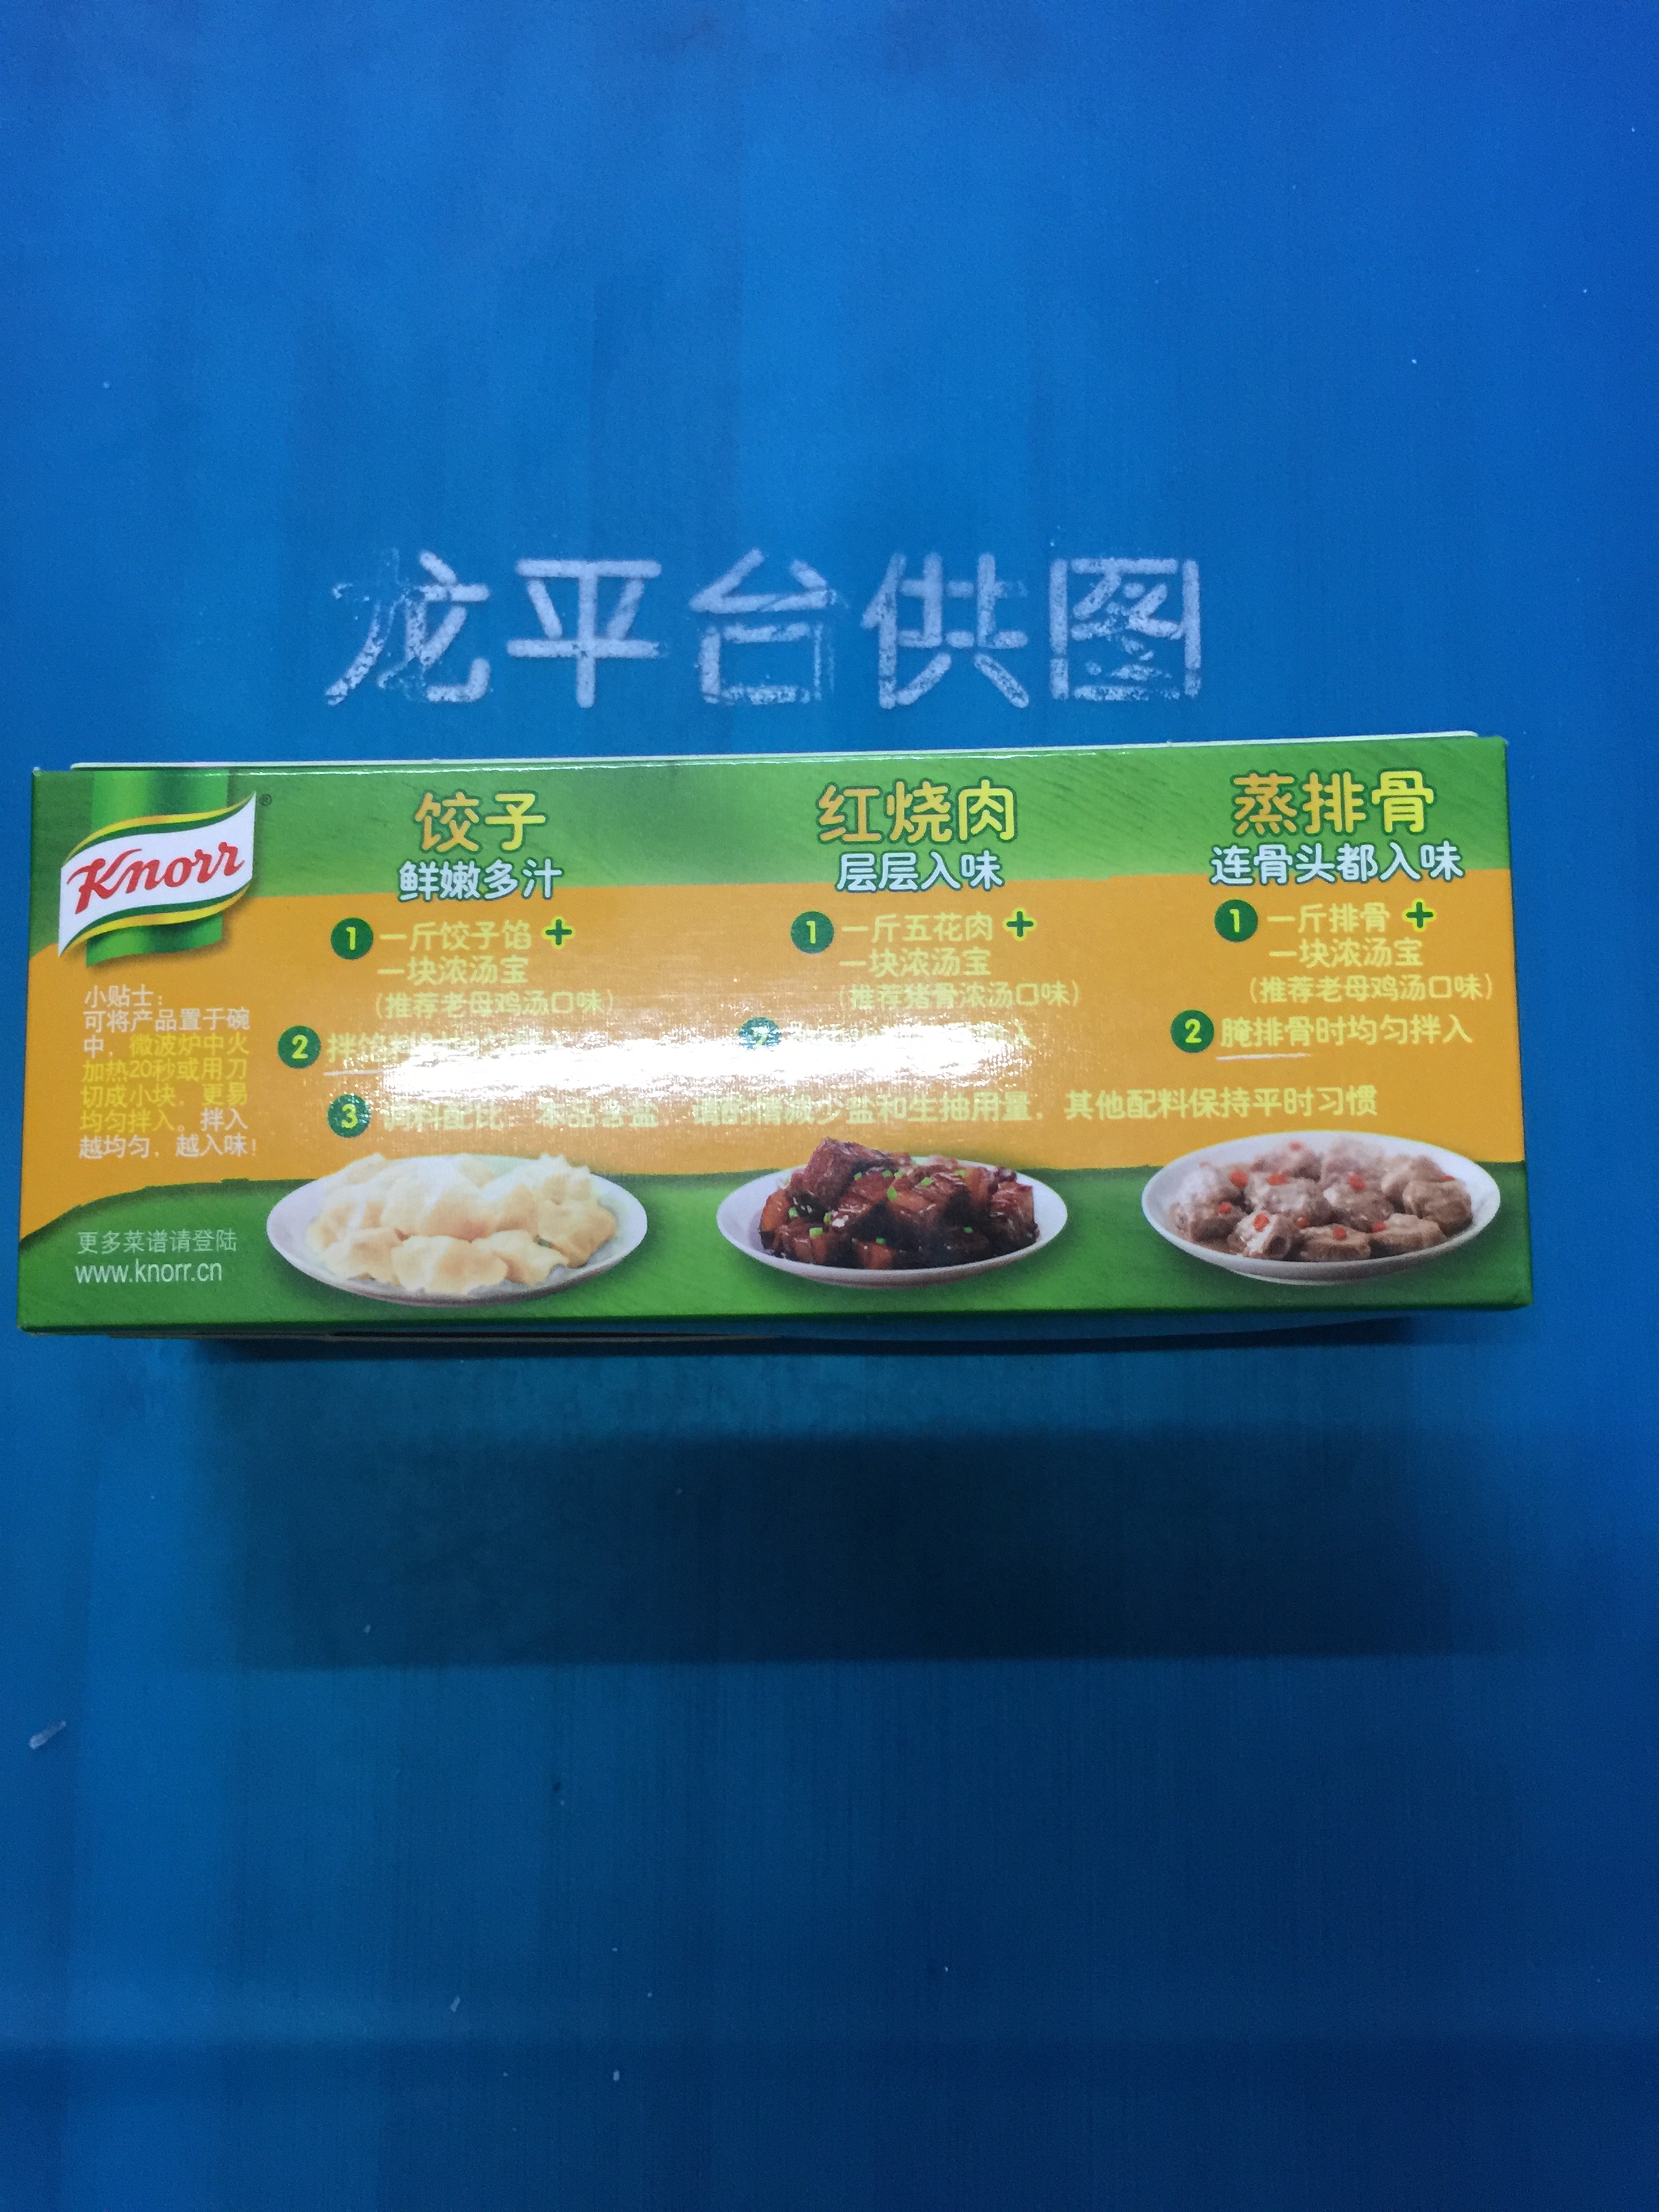 龙平台供图
Knorr®
饺子
鲜嫩多汁
1 一斤饺子馅 +
一块浓汤宝
(推荐老母鸡汤口味)
2 拌馅料
红烧肉
层层入味
1 一斤五花肉 +
一块浓汤宝
(推荐猪骨浓汤口味)
2
蒸排骨
连骨头都入味
1 一斤排骨 +
一块浓汤宝
(推荐老母鸡汤口味)
2 腌排骨时均匀拌入
3 调料配比：本品含盐，请酌情减少盐和生抽用量，其他配料保持平时习惯
小贴士：
可将产品置于碗
中，微波炉中火
加热20秒或用刀
切成小块，更易
均匀拌入。拌入
越均匀，越入味!
更多菜谱请登陆
www.knorr.cn